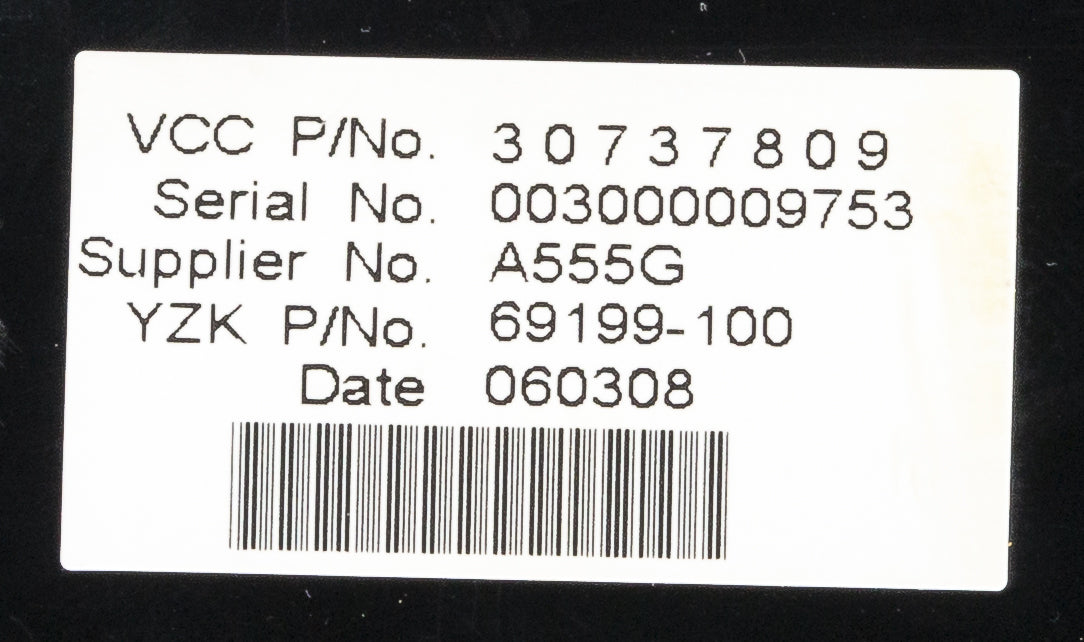 VCC P/No. 30737809
Serial No. 003000009753
Supplier No. A555G
YZK P/No. 69199-100
Date 060308